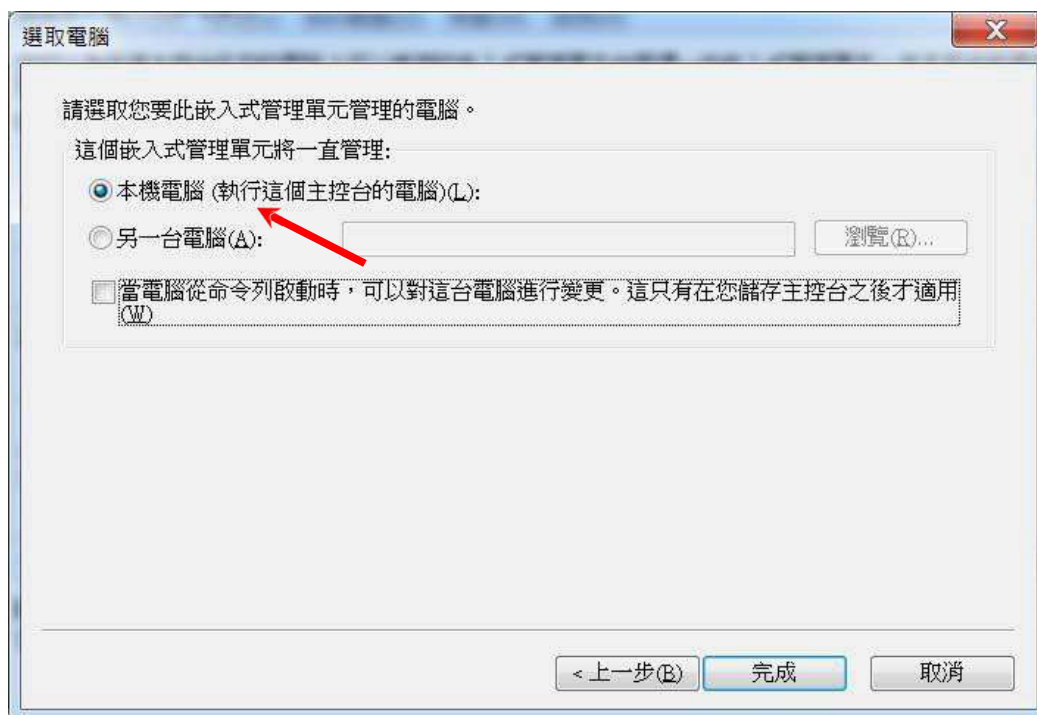 選取電腦
請選取您要此嵌入式管理單元管理的電腦。
這個嵌入式管理單元將一直管理:
本機電腦 (執行這個主控台的電腦)(L):
另一台電腦(A):
瀏覽(R)...
當電腦從命令列啟動時，可以對這台電腦進行變更。這只有在您儲存主控台之後才適用
(W)
< 上一步(B)
完成
取消